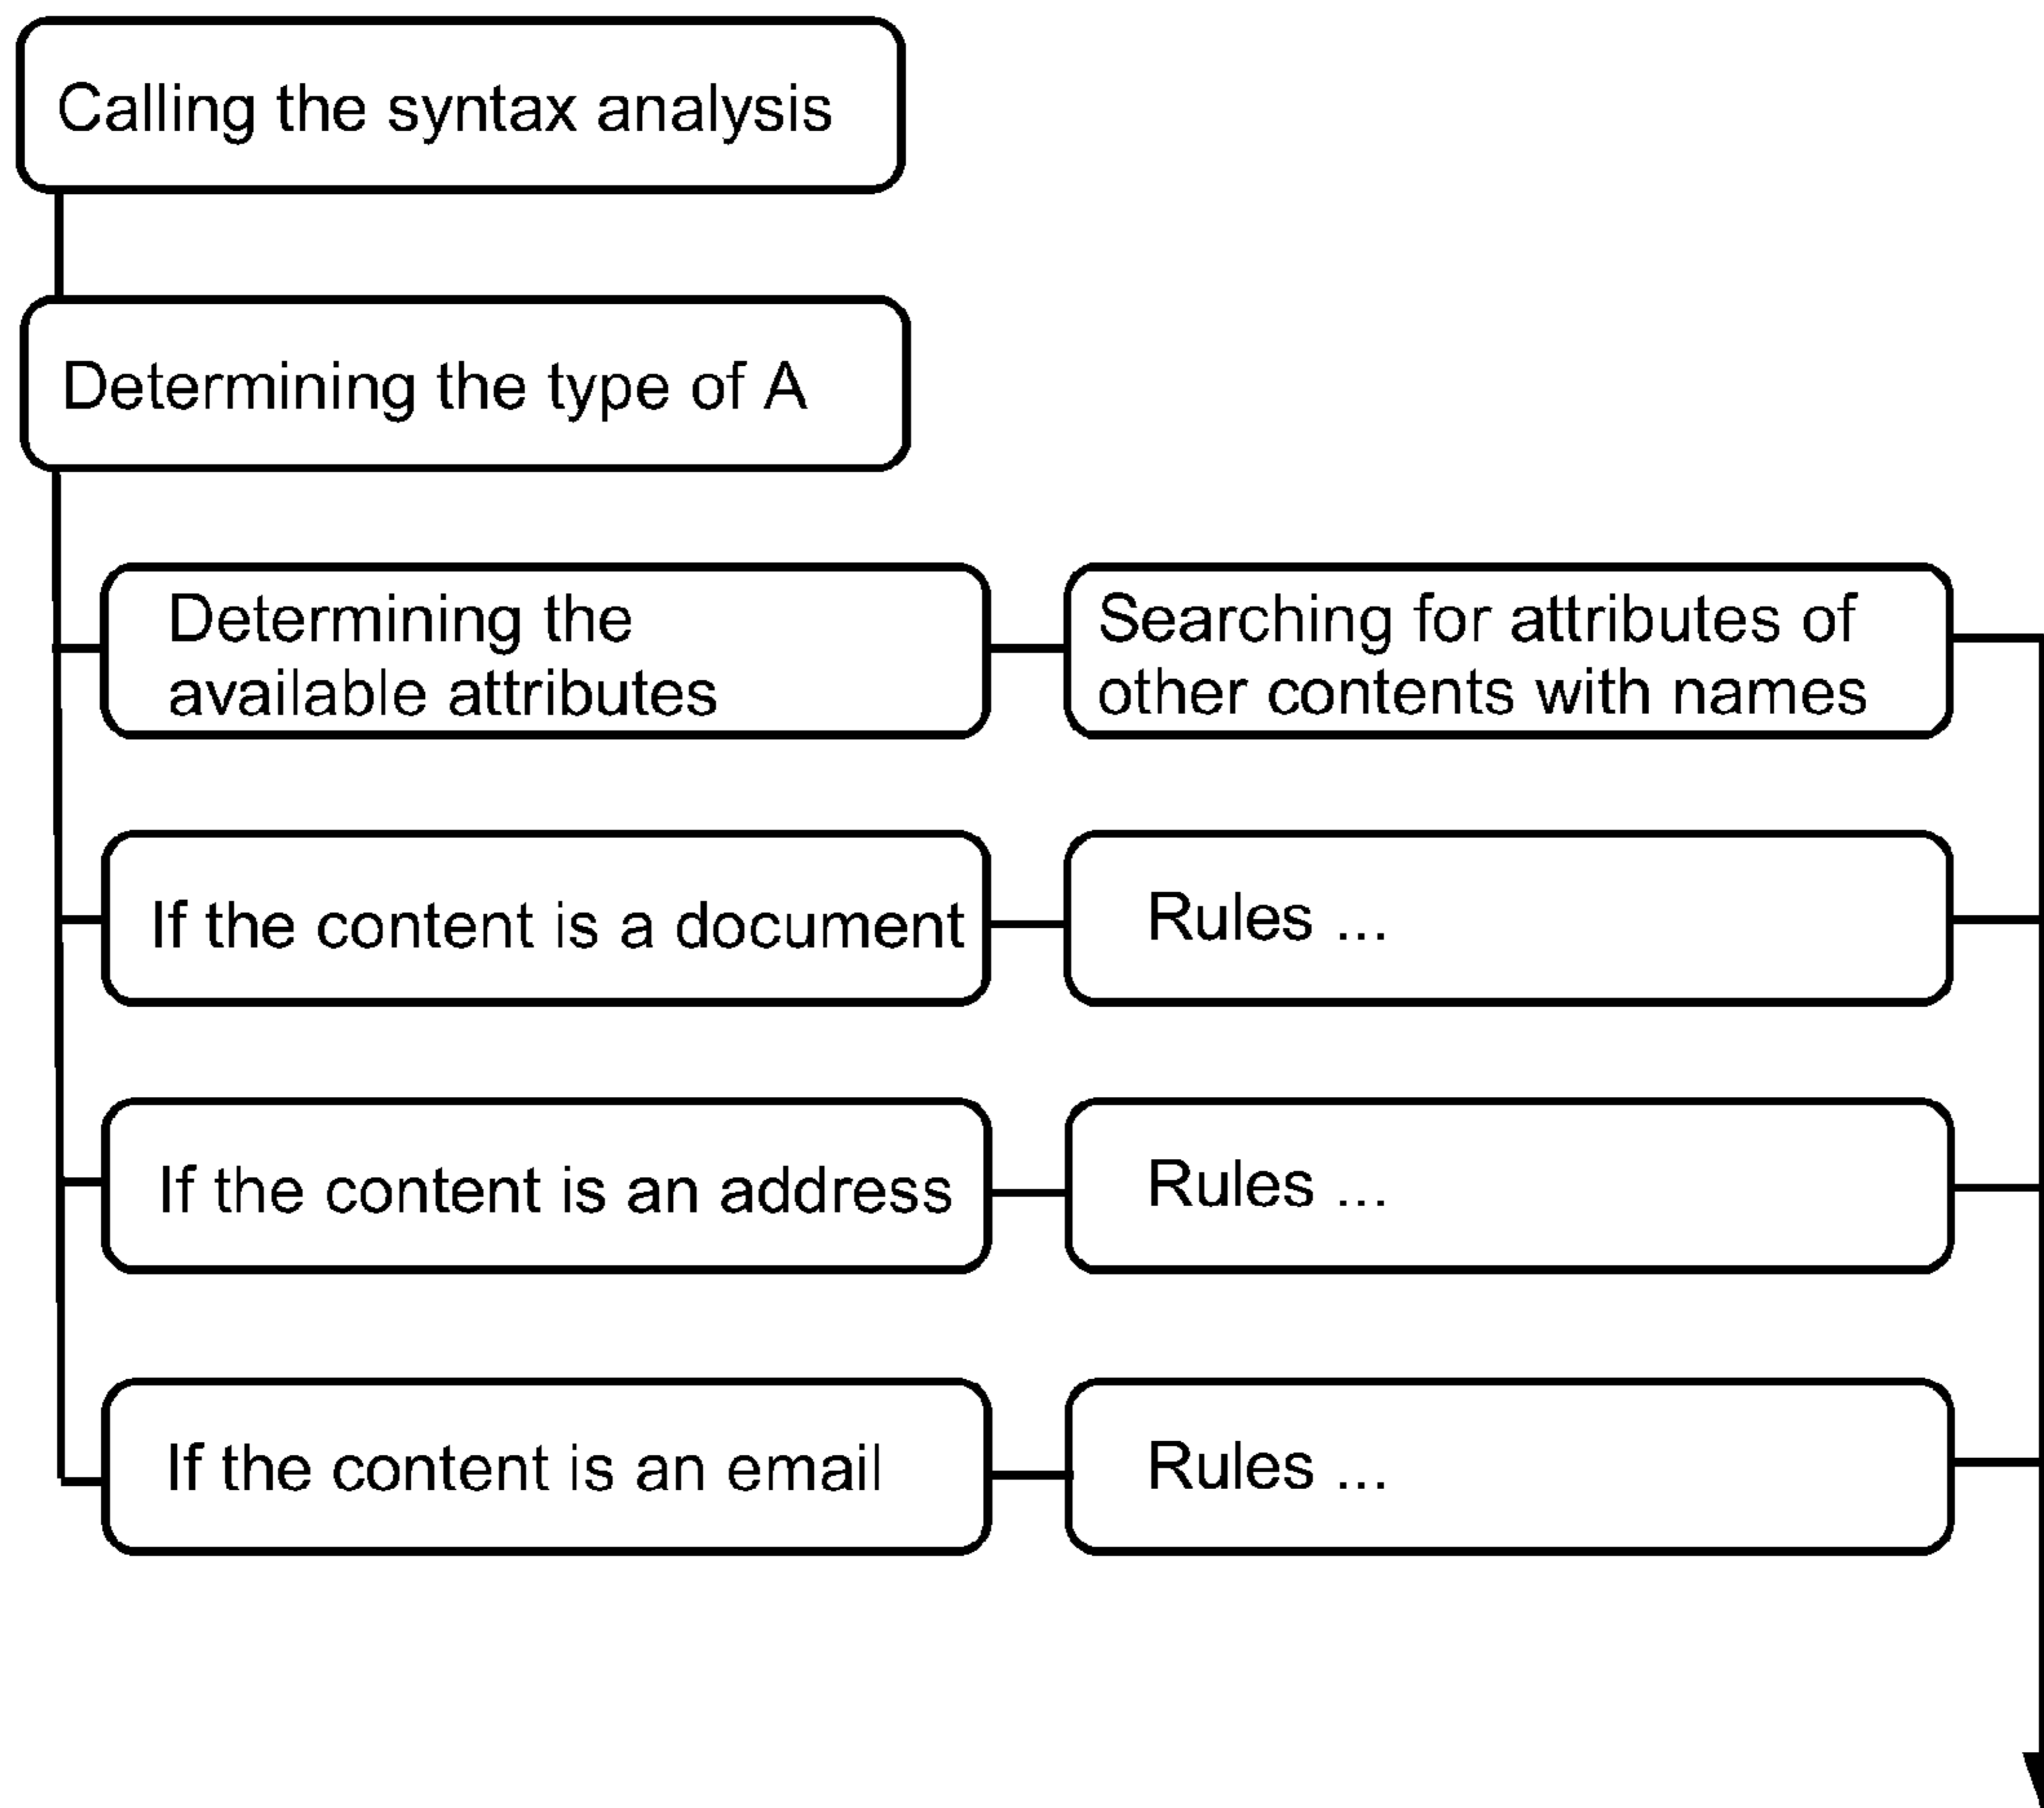 Calling the syntax analysis
Determining the type of A
Determining the
available attributes
Searching for attributes of
other contents with names
If the content is a document
Rules ...
If the content is an address
Rules ...
If the content is an email
Rules ...